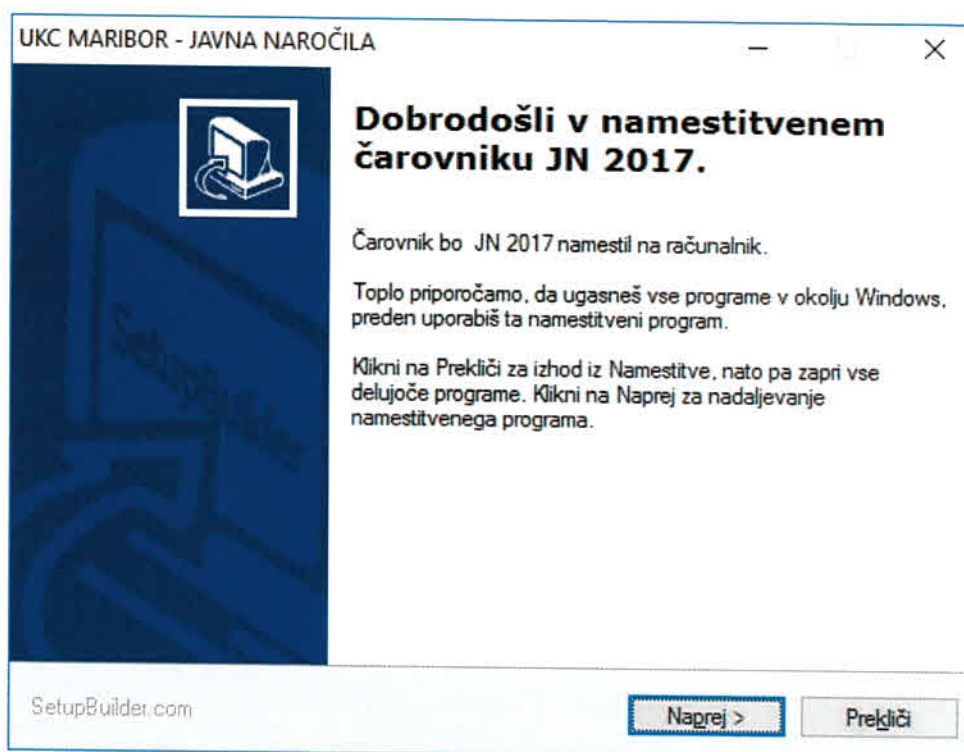 UKC MARIBOR - JAVNA NAROČILA
Dobrodošli v namestitvenem
čarovniku JN 2017.
Čarovnik bo JN 2017 namestil na računalnik.
Toplo priporočamo, da ugasneš vse programe v okolju Windows,
preden uporabiš ta namestitveni program.
Klikni na Prekliči za izhod iz Namestitve, nato pa zapri vse
delujoče programe. Klikni na Naprej za nadaljevanje
namestitvenega programa.
SetupBuilder
SetupBuilder.com
Naprej >
Prekliči